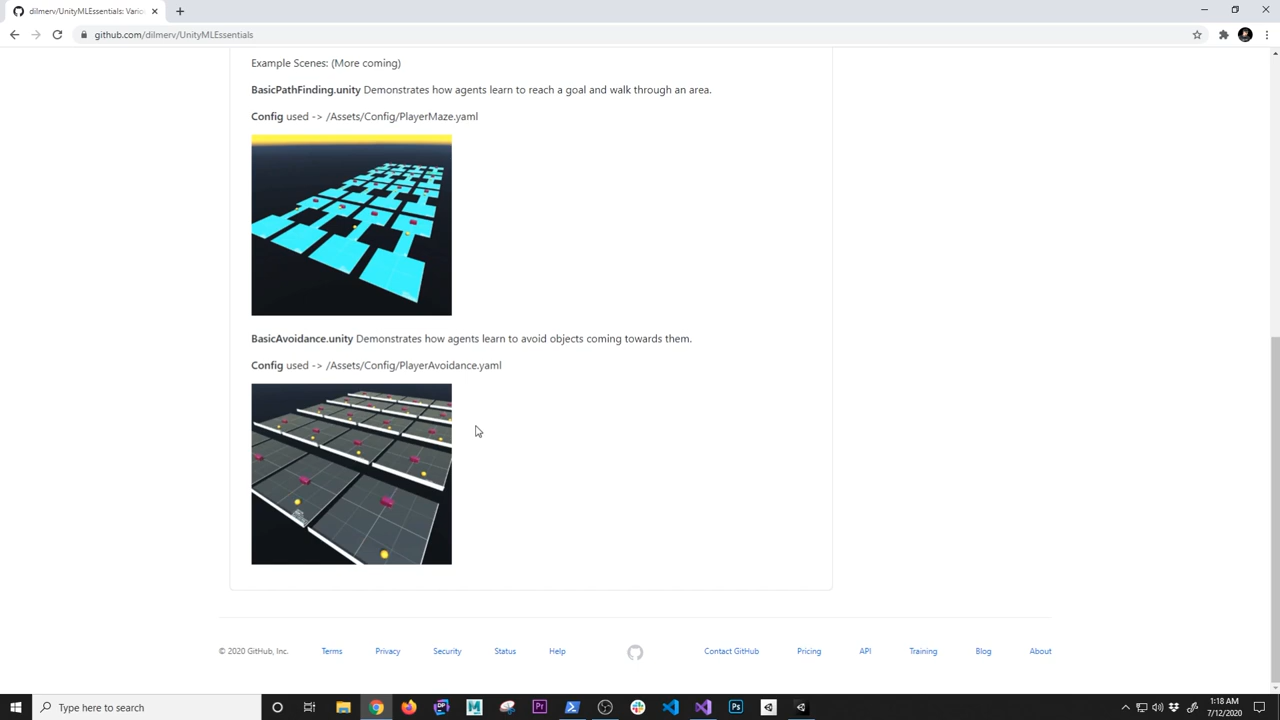 dilmerv/UnityMLEssentials: Vario
github.com/dilmerv/UnityMLEssentials
Example Scenes: (More coming)
BasicPathFinding.unity Demonstrates how agents learn to reach a goal and walk through an area.
Config used -> /Assets/Config/PlayerMaze.yaml
BasicAvoidance.unity Demonstrates how agents learn to avoid objects coming towards them.
Config used -> /Assets/Config/PlayerAvoidance.yaml
© 2020 GitHub, Inc. Terms Privacy Security Status Help Contact GitHub Pricing API Training Blog About
Type here to search
DP
M
Pr
Ps
1:18 AM
7/12/2020